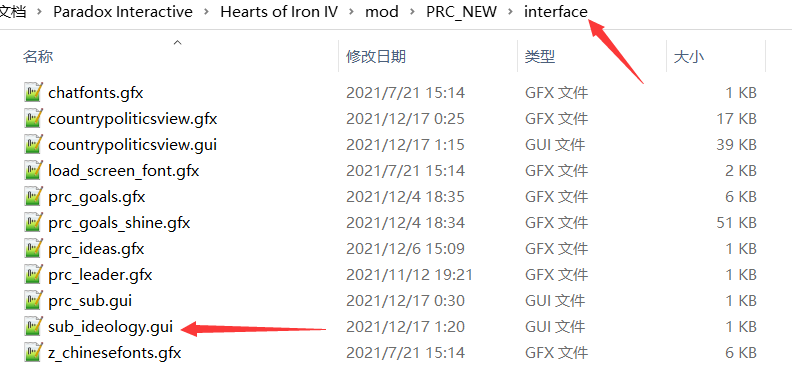 文档 > Paradox Interactive > Hearts of Iron IV > mod > PRC_NEW > interface
名称 修改日期 类型 大小
chatfonts.gfx 2021/7/21 15:14 GFX 文件 1 KB
countrypoliticsview.gfx 2021/12/17 0:25 GFX 文件 17 KB
countrypoliticsview.gui 2021/12/17 1:15 GUI 文件 39 KB
load_screen_font.gfx 2021/7/21 15:14 GFX 文件 2 KB
prc_goals.gfx 2021/12/4 18:35 GFX 文件 6 KB
prc_goals_shine.gfx 2021/12/4 18:34 GFX 文件 51 KB
prc_ideas.gfx 2021/12/6 15:09 GFX 文件 1 KB
prc_leader.gfx 2021/11/12 19:21 GFX 文件 1 KB
prc_sub.gui 2021/12/17 0:30 GUI 文件 1 KB
sub_ideology.gui 2021/12/17 1:20 GUI 文件 1 KB
z_chinesefonts.gfx 2021/7/21 15:14 GFX 文件 6 KB